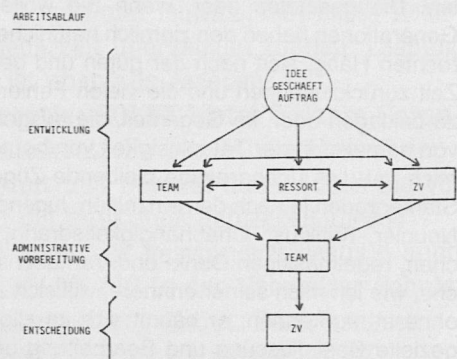 ARBEITSABLAUF
IDEE
GESCHAEFT
AUFTRAG
ENTWICKLUNG
TEAM
RESSORT
ZV
ADMINISTRATIVE
VORBEREITUNG
TEAM
ENTSCHEIDUNG
ZV